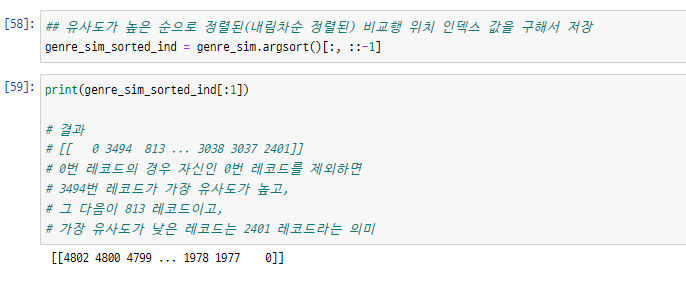 [58]: ## 유사도가 높은 순으로 정렬된(내림차순 정렬된) 비교행 위치 인덱스 값을 구해서 저장
genre_sim_sorted_ind = genre_sim.argsort()[:, ::-1]
[59]: print(genre_sim_sorted_ind[:1])
# 결과
# [[   0 3494  813 ... 3038 3037 2401]]
# 0번 레코드의 경우 자신인 0번 레코드를 제외하면
# 3494번 레코드가 가장 유사도가 높고,
# 그 다음이 813 레코드이고,
# 가장 유사도가 낮은 레코드는 2401 레코드라는 의미
[[4802 4800 4799 ... 1978 1977    0]]